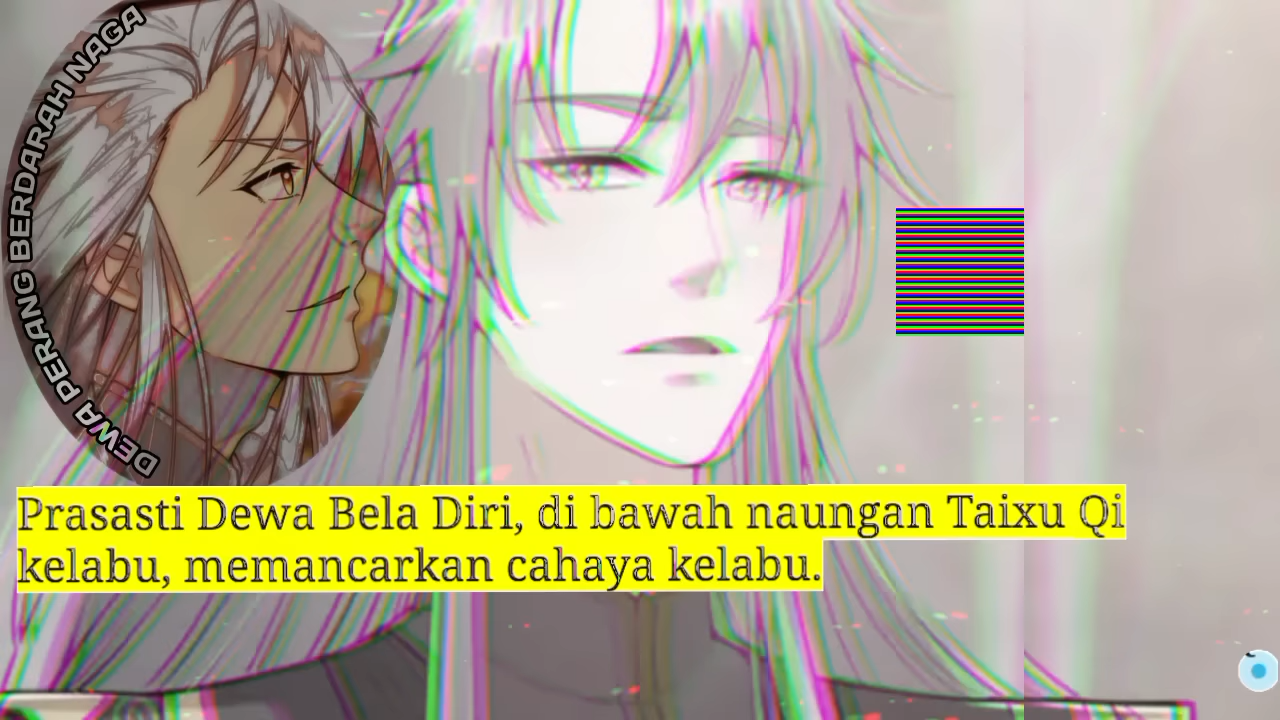 DEWA PERANG BERDARAH NAGA
Prasasti Dewa Bela Diri, di bawah naungan Taixu Qi
kelabu, memancarkan cahaya kelabu.